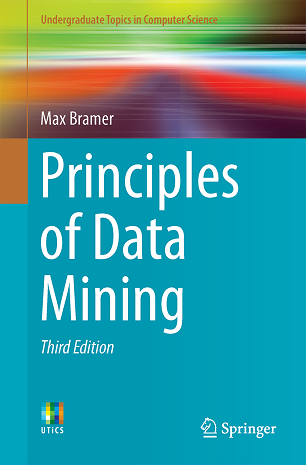 Undergraduate Topics in Computer Science
Max Bramer
Principles
of Data
Mining
Third Edition
UTiCS
Springer